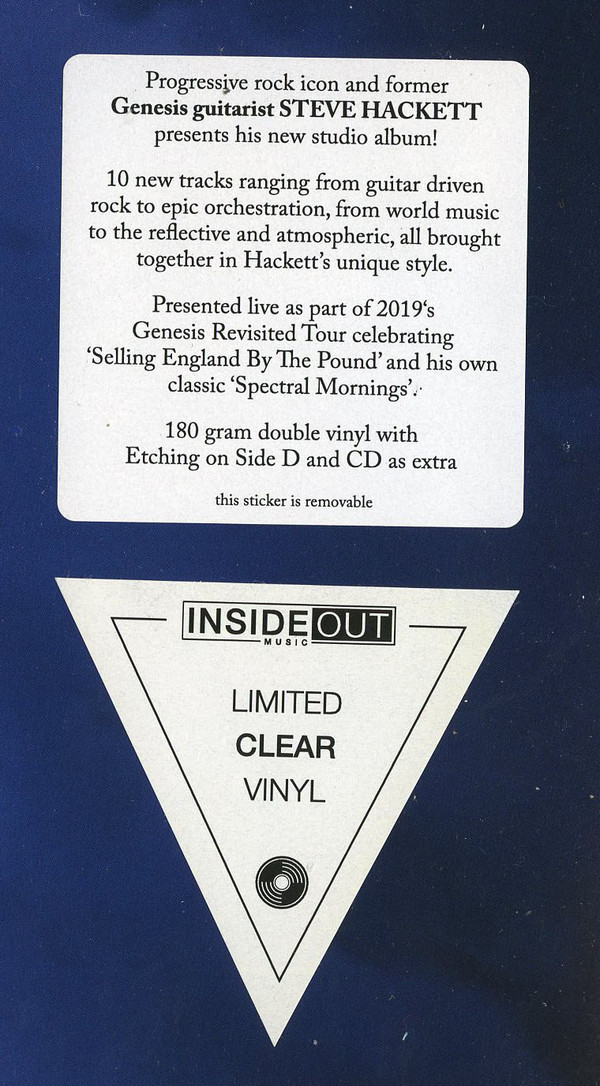 Progressive rock icon and former
Genesis guitarist STEVE HACKETT
presents his new studio album!
10 new tracks ranging from guitar driven
rock to epic orchestration, from world music
to the reflective and atmospheric, all brought
together in Hackett's unique style.
Presented live as part of 2019‘s
Genesis Revisited Tour celebrating
‘Selling England By The Pound’ and his own
classic ‘Spectral Mornings’.
180 gram double vinyl with
Etching on Side D and CD as extra
this sticker is removable
INSIDEOUT
MUSIC
LIMITED
CLEAR
VINYL